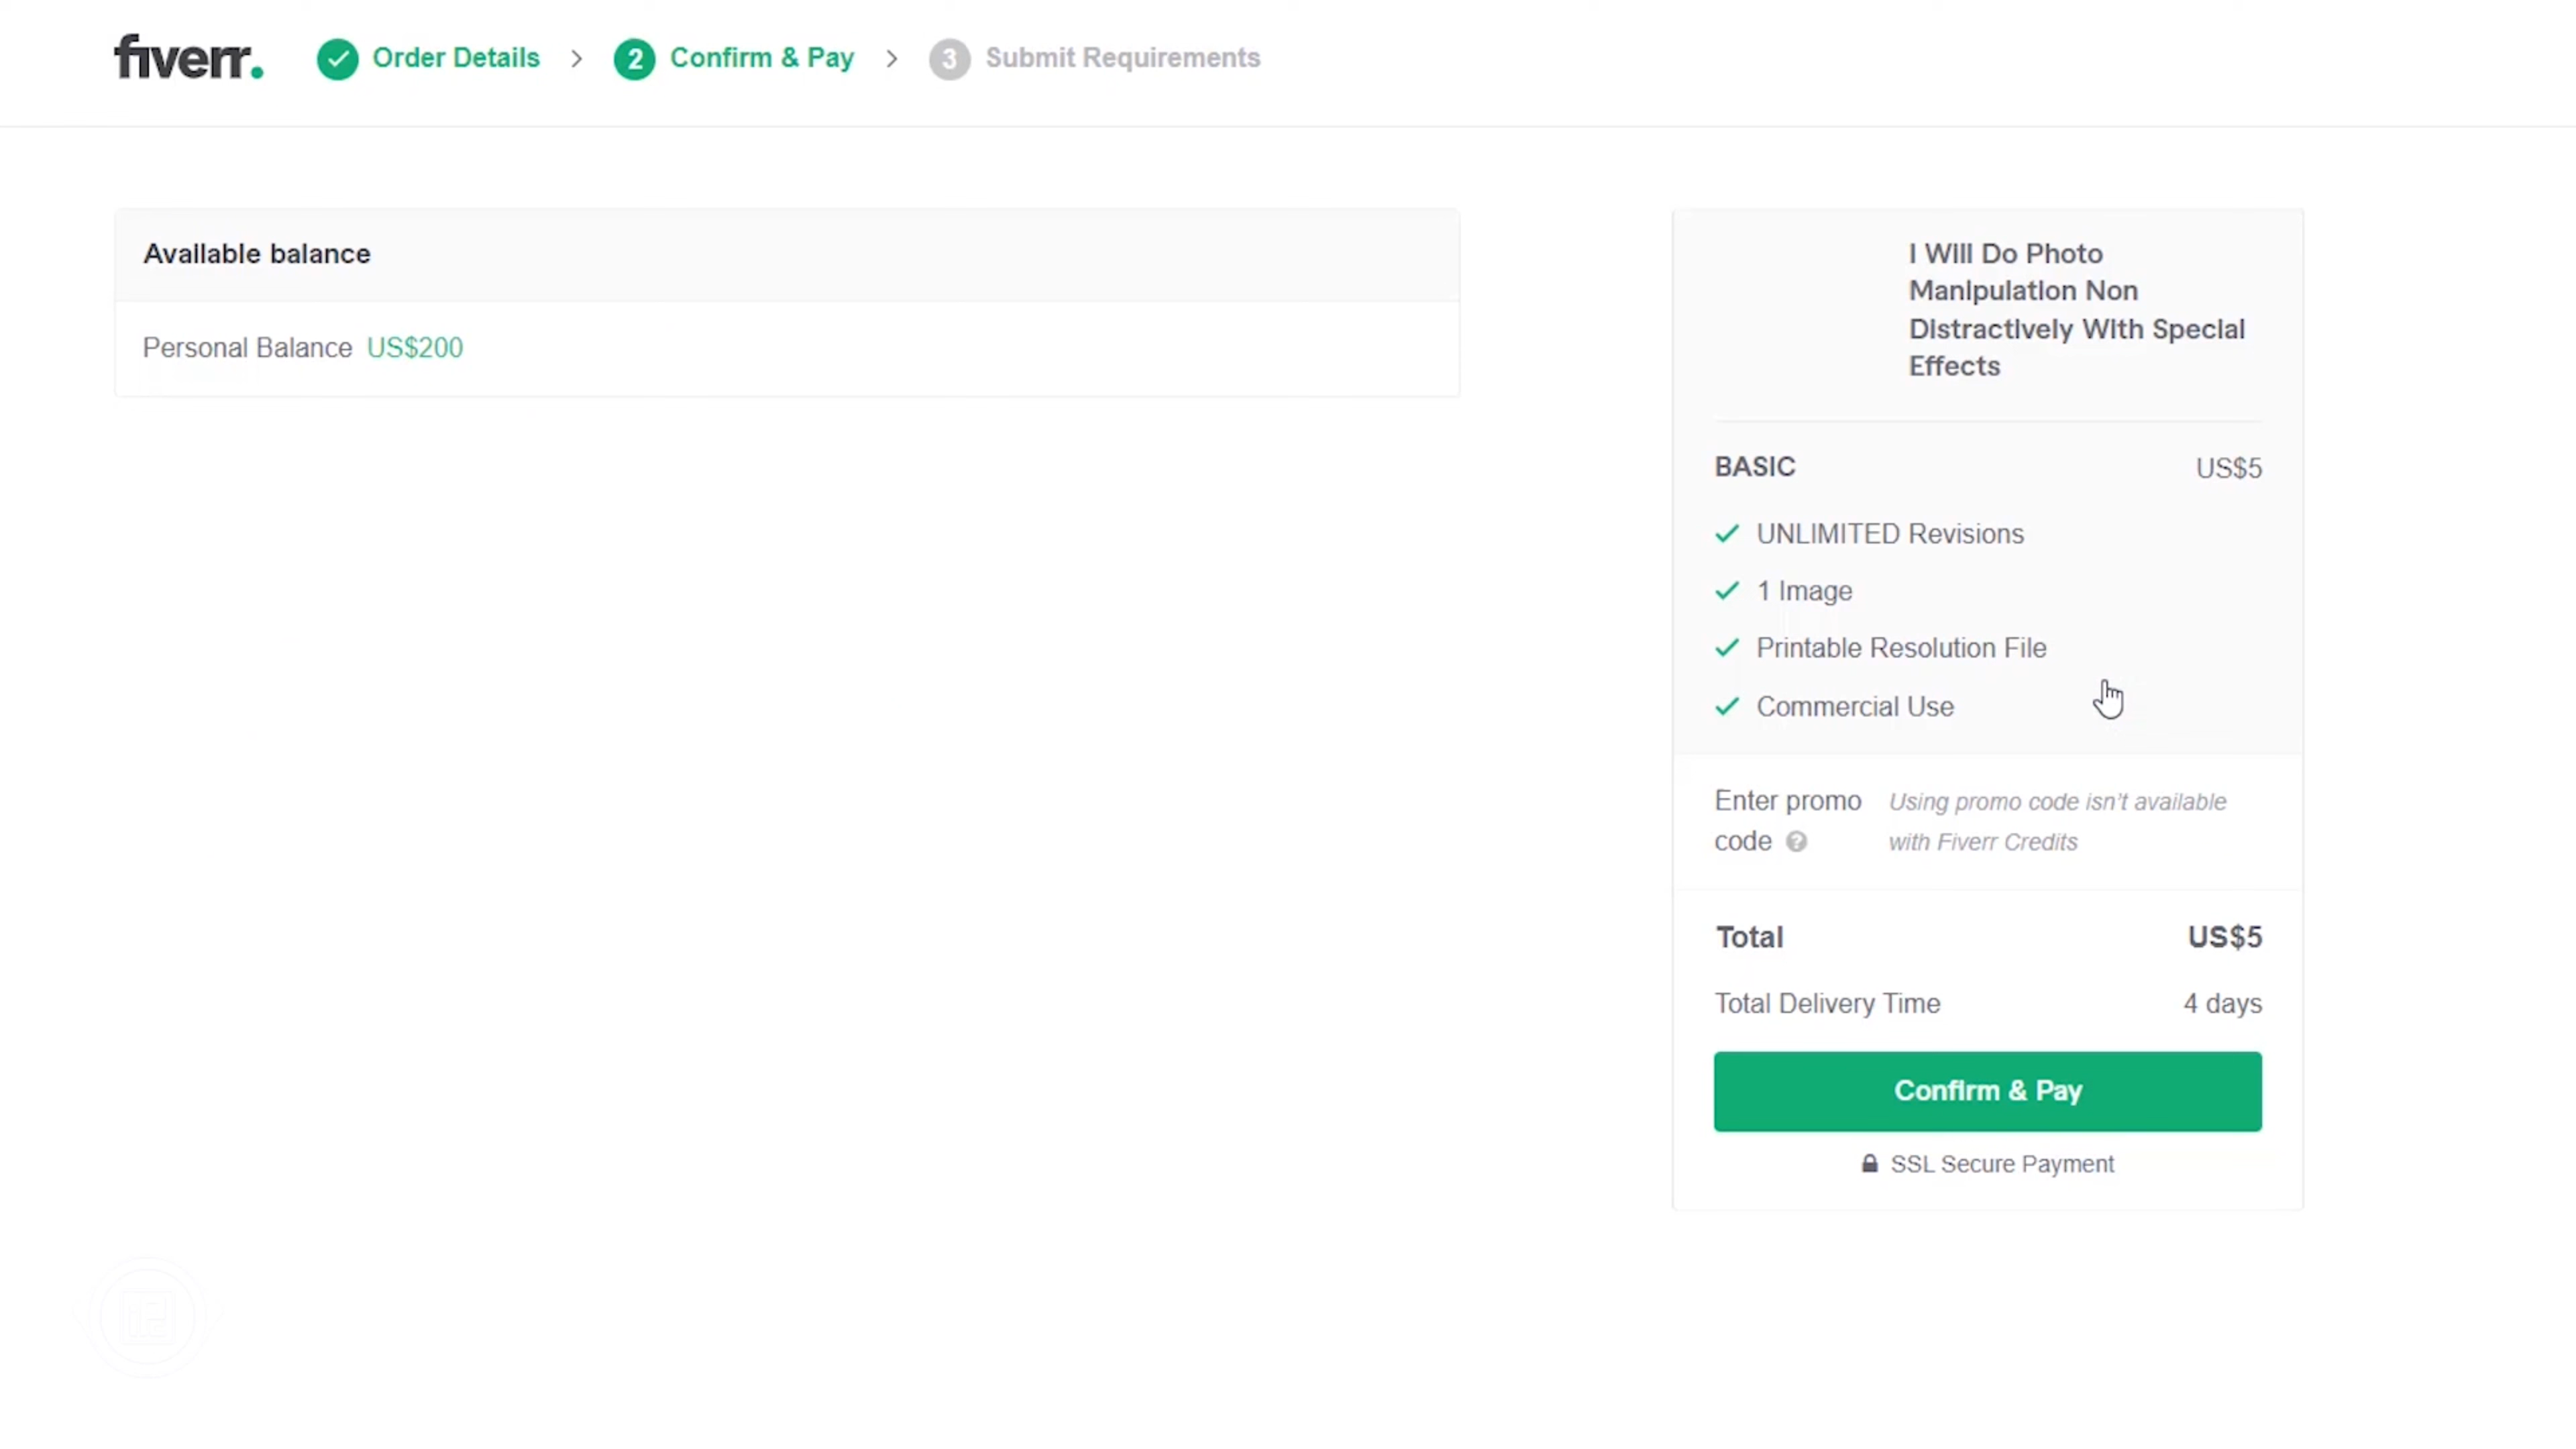 fiverr.
Order Details
2 Confirm & Pay
3 Submit Requirements
Available balance
Personal Balance US$200
I Will Do Photo
Manipulation Non
Distractively With Special
Effects
BASIC US$5
UNLIMITED Revisions
1 Image
Printable Resolution File
Commercial Use
Enter promo Using promo code isn't available
code ? with Fiverr Credits
Total US$5
Total Delivery Time 4 days
Confirm & Pay
SSL Secure Payment